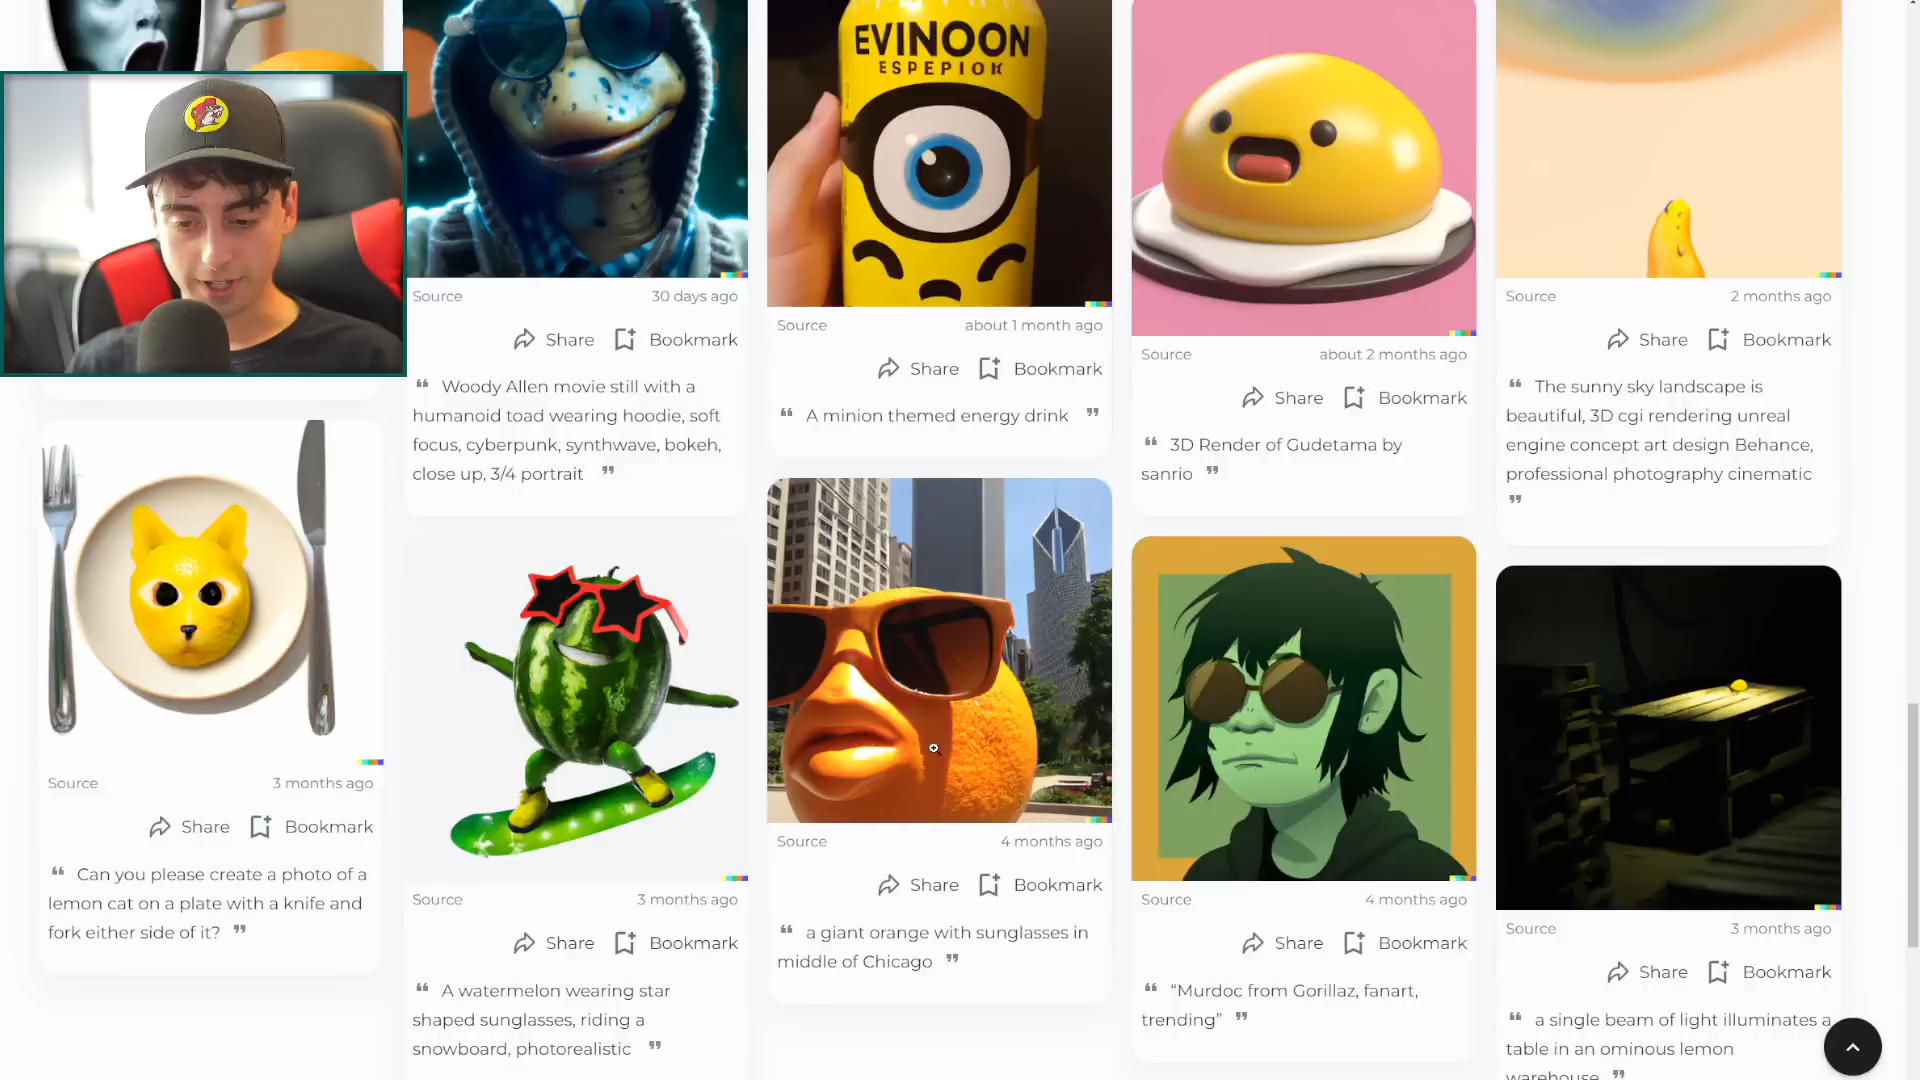 EVINOON
ESPEPION
Source 30 days ago
Share Bookmark
Woody Allen movie still with a
humanoid toad wearing hoodie, soft
focus, cyberpunk, synthwave, bokeh,
close up, 3/4 portrait
Source about 1 month ago
Share Bookmark
A minion themed energy drink
Source about 2 months ago
Share Bookmark
3D Render of Gudetama by
sanrio
Source 2 months ago
Share Bookmark
The sunny sky landscape is
beautiful, 3D cgi rendering unreal
engine concept art design Behance,
professional photography cinematic
Source 3 months ago
Share Bookmark
Can you please create a photo of a
lemon cat on a plate with a knife and
fork either side of it?
Source 3 months ago
Share Bookmark
A watermelon wearing star
shaped sunglasses, riding a
snowboard, photorealistic
Source 4 months ago
Share Bookmark
a giant orange with sunglasses in
middle of Chicago
Source 4 months ago
Share Bookmark
“Murdoc from Gorillaz, fanart,
trending”
Source 3 months ago
Share Bookmark
a single beam of light illuminates a
table in an ominous lemon
warehouse